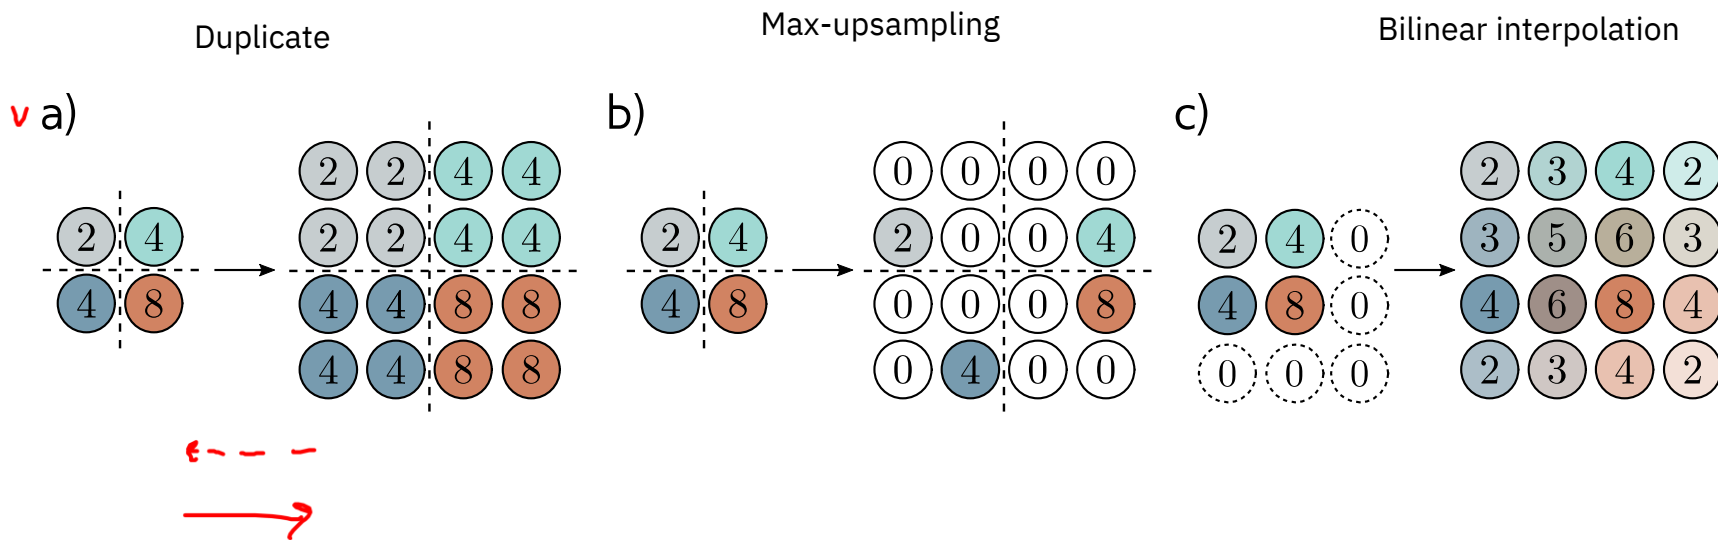 Duplicate
Max-upsampling
Bilinear interpolation
v a)
b)
c)
2 4
4 8
2 2 4 4
2 2 4 4
4 4 8 8
4 4 8 8
2 4
4 8
0 0 0 0
2 0 0 4
0 0 0 8
0 4 0 0
2 4 0
4 8 0
0 0 0
2 3 4 2
3 5 6 3
4 6 8 4
2 3 4 2